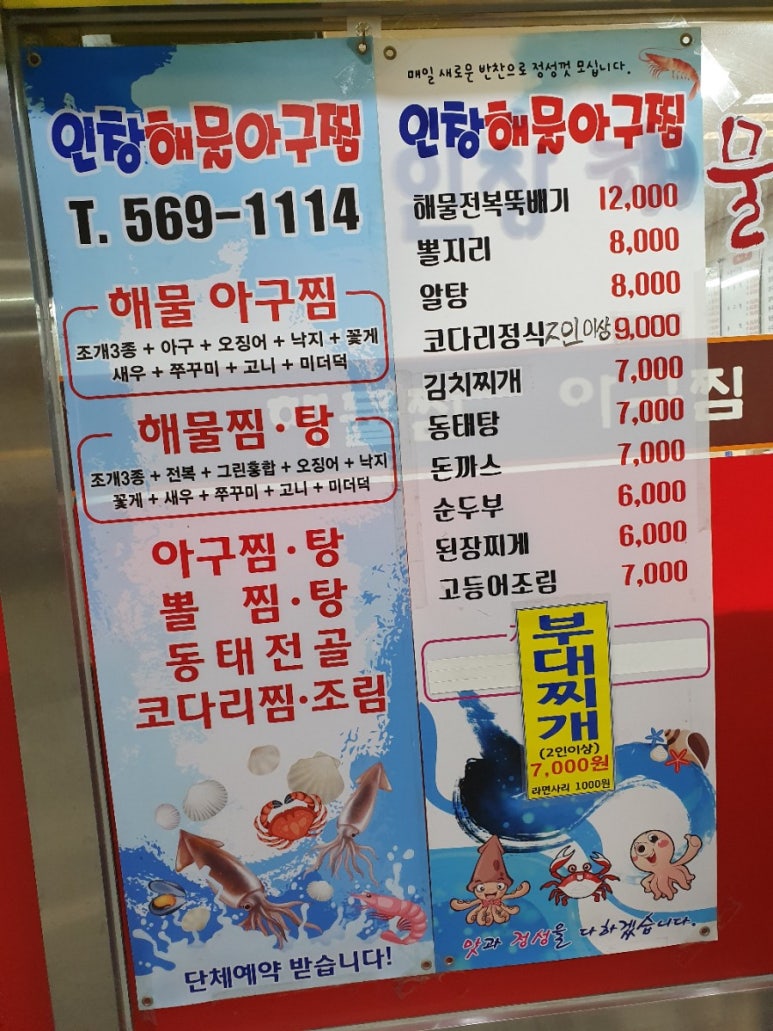 인창해물아구찜
T. 569-1114
해물 아구찜
조개3종 + 아구 + 오징어 + 낙지 + 꽃게
새우 + 쭈꾸미 + 고니 + 미더덕
해물찜·탕
조개3종 + 전복 + 그린홍합 + 오징어 + 낙지
꽃게 + 새우 + 쭈꾸미 + 고니 + 미더덕
아구찜·탕
뽈 찜·탕
동태전골
코다리찜·조림
단체예약 받습니다!
매일 새로운 반찬으로 정성껏 모십니다.
인창해물아구찜
해물전복뚝배기 12,000
뽈지리 8,000
알탕 8,000
코다리정식 2인이상 9,000
김치찌개 7,000
동태탕 7,000
돈까스 7,000
순두부 6,000
된장찌게 6,000
고등어조림 7,000
부대찌개
(2인이상)
7,000원
라면사리 1000원
맛과 정성을 다하겠습니다.
물
아구찜